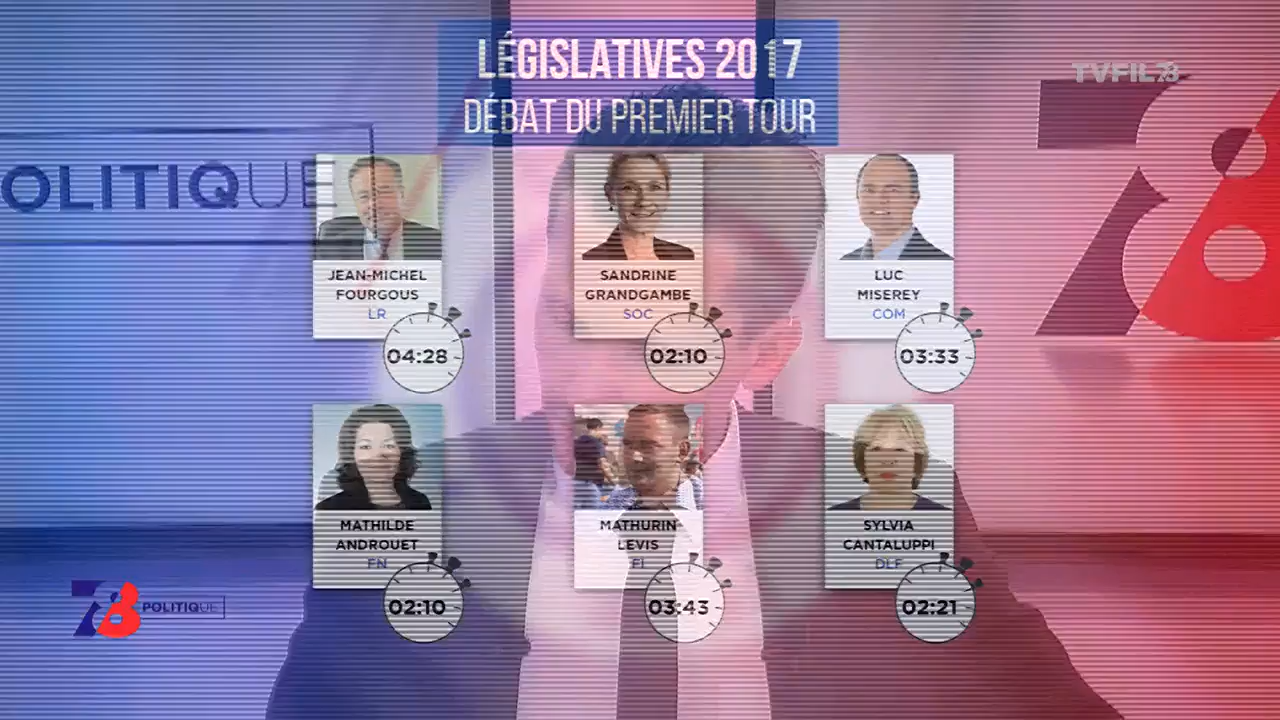 LÉGISLATIVES 2017
DÉBAT DU PREMIER TOUR
TVFIL78
OLITIQUE
78
JEAN-MICHEL
FOURGOUS
LR
04:28
SANDRINE
GRANDGAMBE
SOC
02:10
LUC
MISEREY
COM
03:33
MATHILDE
ANDROUET
FN
02:10
MATHURIN
LEVIS
FI
03:43
SYLVIA
CANTALUPPI
DLF
02:21
78 POLITIQUE